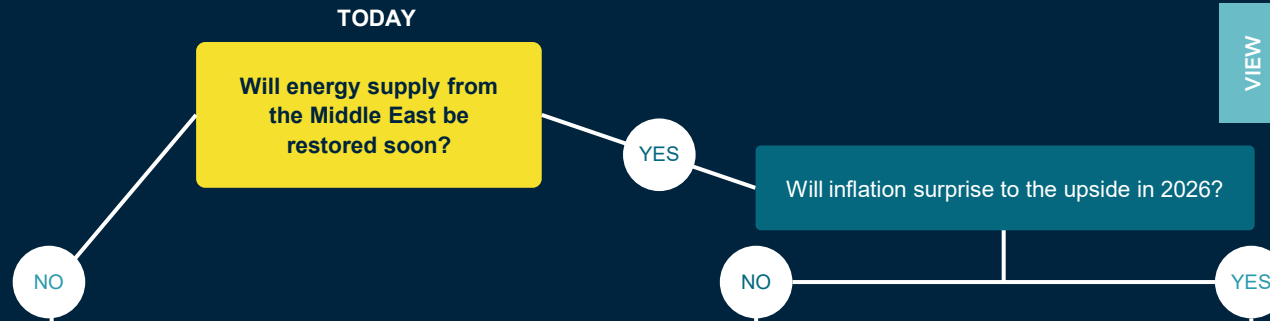 TODAY
Will energy supply from
the Middle East be
restored soon?
VIEW
YES
Will inflation surprise to the upside in 2026?
NO
NO
YES